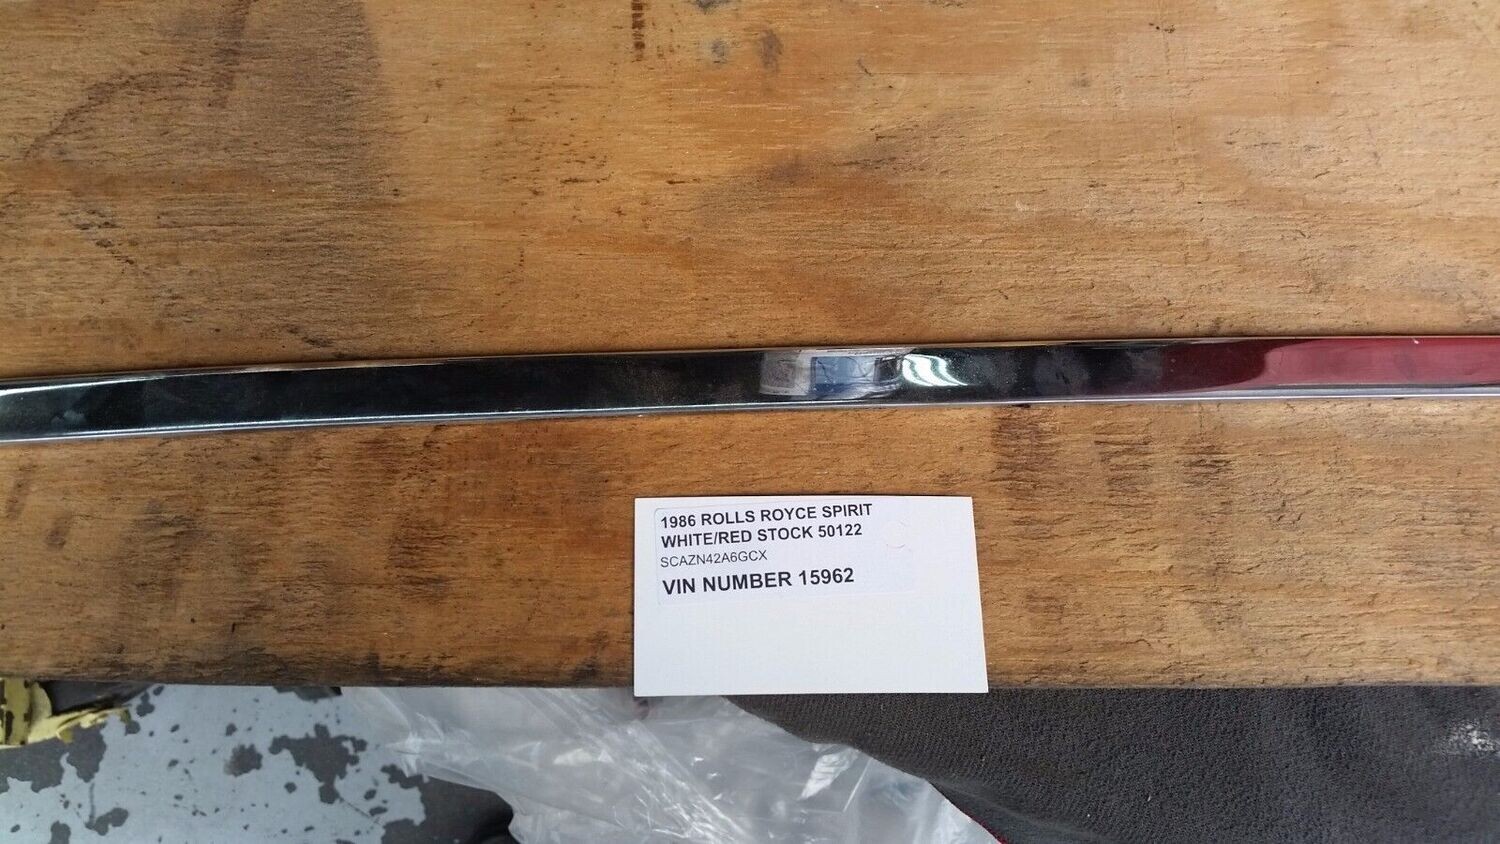 1986 ROLLS ROYCE SPIRIT
WHITE/RED STOCK 50122
SCAZN42A6GCX
VIN NUMBER 15962